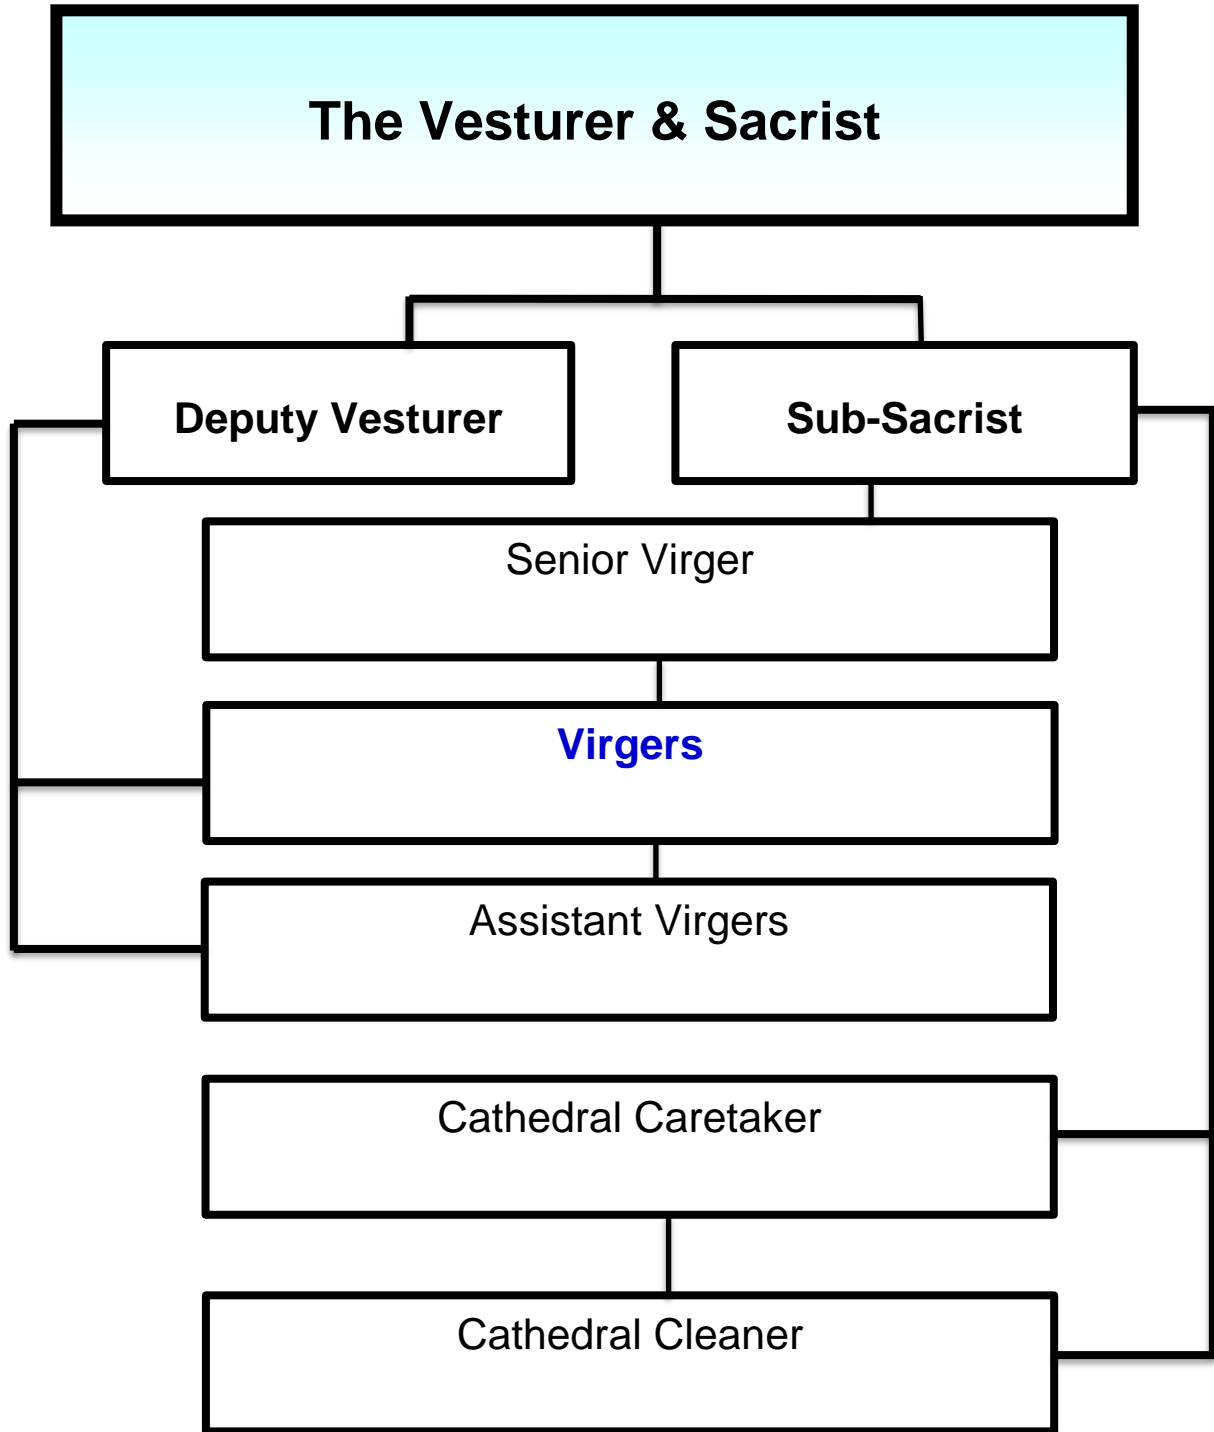 The Vesturer & Sacrist
Deputy Vesturer
Sub-Sacrist
Senior Virger
Virgers
Assistant Virgers
Cathedral Caretaker
Cathedral Cleaner